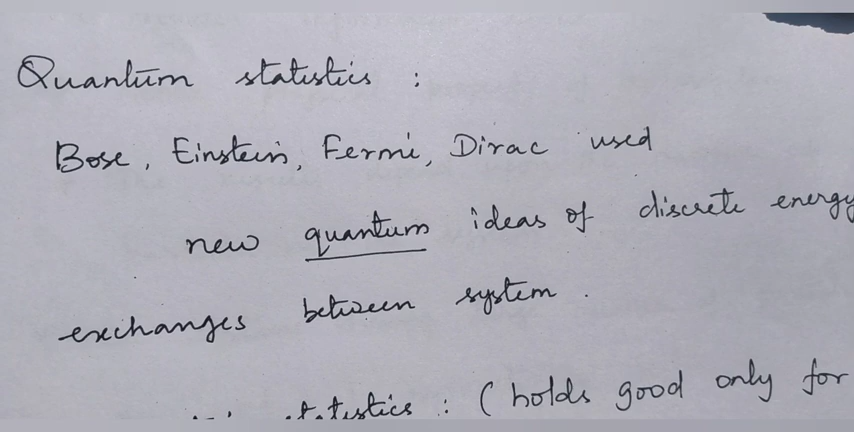 Quantum statistics :
Bose, Einstein, Fermi, Dirac used
new quantum ideas of discrete energy
exchanges between system.
statistics : ( holds good only for